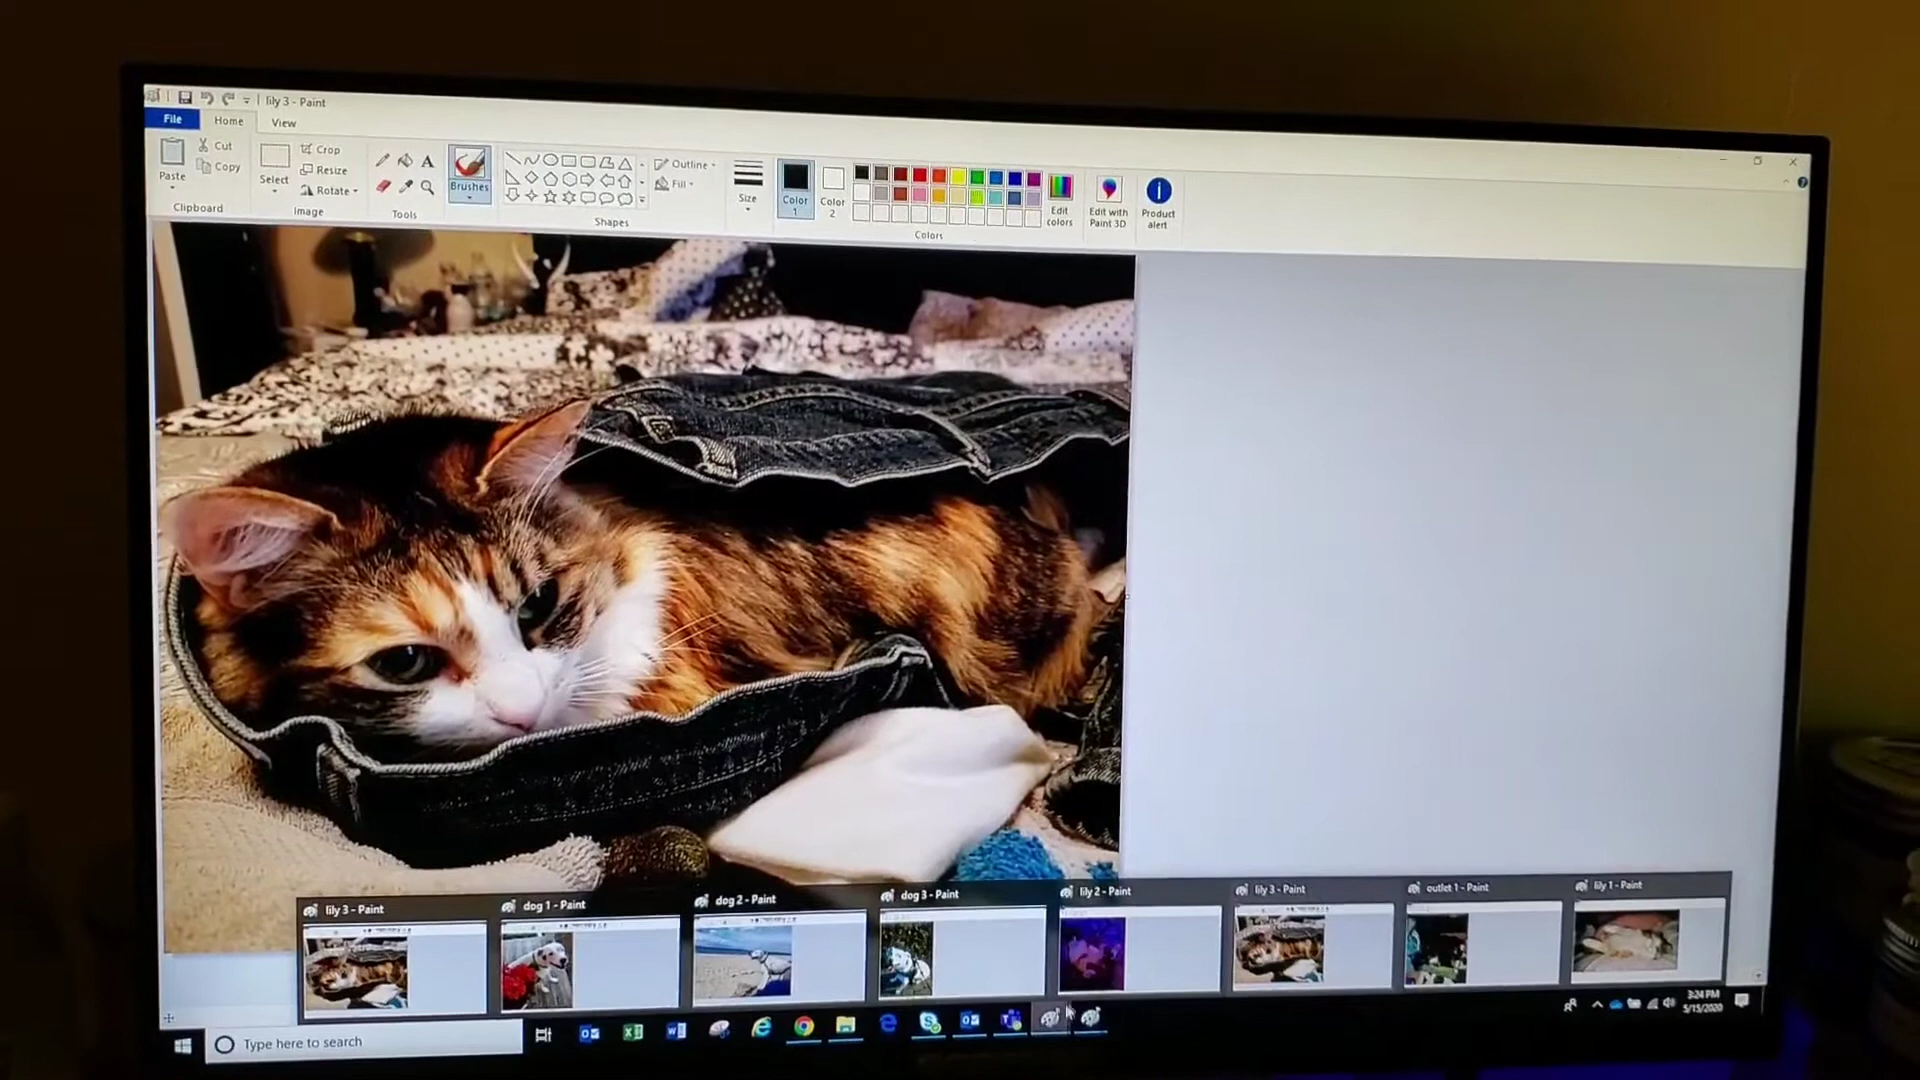 lily 3 - Paint
File Home View
Cut
Copy
Paste
Clipboard
Crop
Resize
Rotate
Select
Image
A
Tools
Brushes
Outline
Fill
Shapes
Size
Color 1
Color 2
Edit colors
Colors
Edit with Paint 3D
Product alert
lily 3 - Paint
dog 1 - Paint
dog 2 - Paint
dog 3 - Paint
lily 2 - Paint
lily 3 - Paint
outlet 1 - Paint
lily 1 - Paint
Type here to search
3:24 PM
5/15/2020